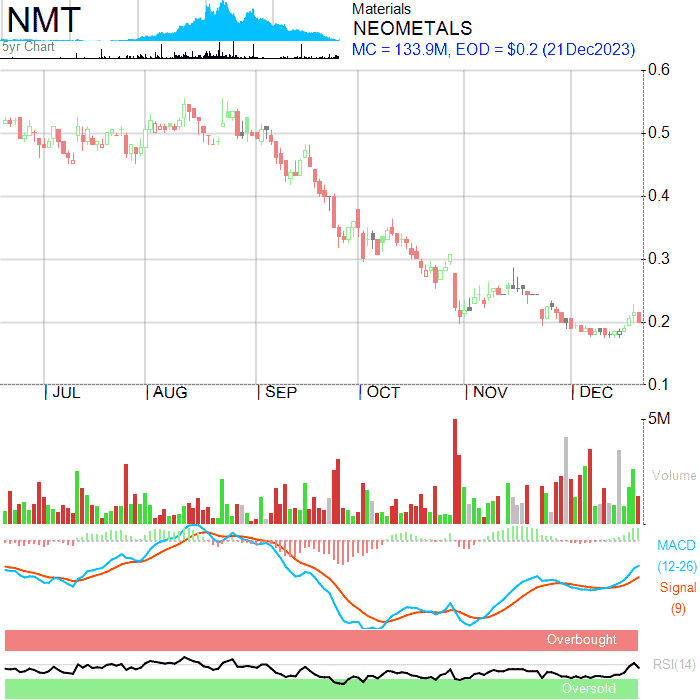 NMT
5yr Chart
Materials
NEOMETALS
MC = 133.9M, EOD = $0.2 (21Dec2023)
0.6
0.5
0.4
0.3
0.2
0.1
JUL AUG SEP OCT NOV DEC
5M
Volume
MACD
(12-26)
Signal
(9)
Overbought
RSI(14)
Oversold